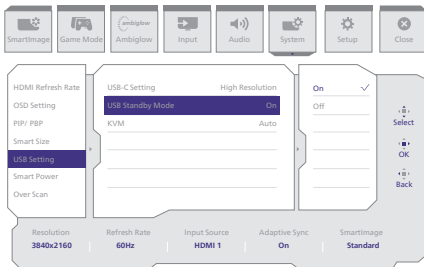 ambiglow
SmartImage
Game Mode
Ambiglow
Input
Audio
System
Setup
Close
HDMI Refresh Rate
OSD Setting
PIP/ PBP
Smart Size
USB Setting
Smart Power
Over Scan
USB-C Setting High Resolution
USB Standby Mode On
KVM Auto
On
Off
Select
OK
Back
Resolution Refresh Rate Input Source Adaptive Sync SmartImage
3840x2160 60Hz HDMI 1 On Standard